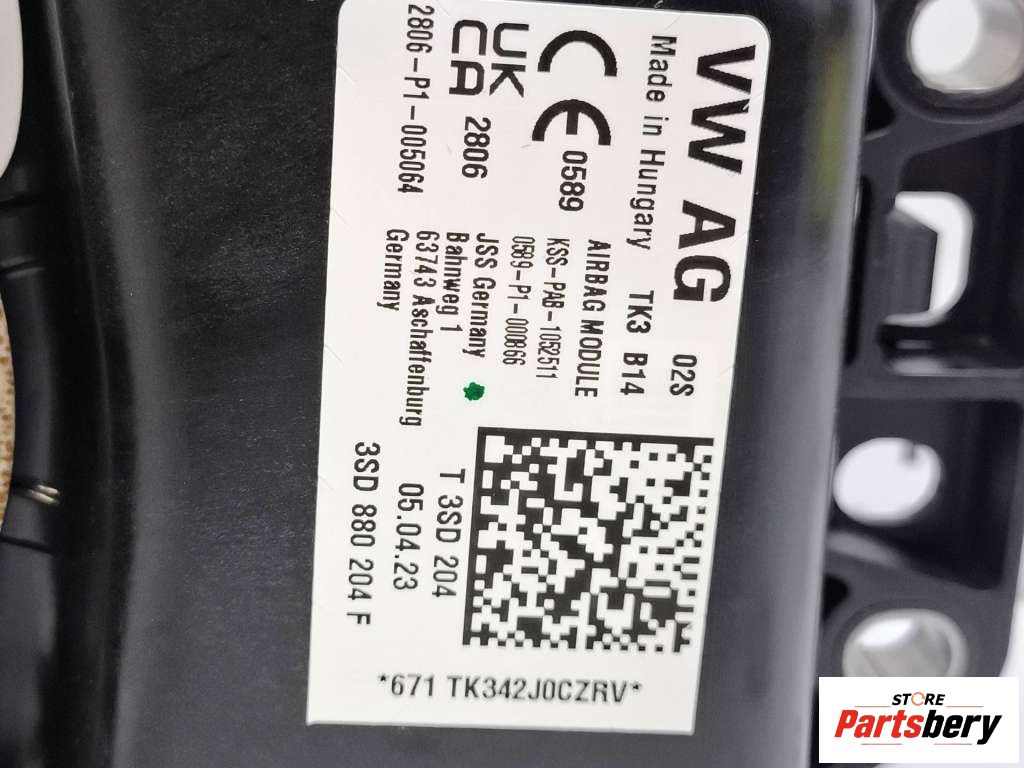 VW AG
02S
Made in Hungary TK3 B14
CE
CE 0589
AIRBAG MODULE
KSS-PAB-1052511
0589-P1-000866
UK
CA 2806
2806-P1-005064
JSS Germany
Bahnweg 1
63743 Aschaffenburg
Germany
T 3SD 204
05.04.23
3SD 880 204 F
*671 TK342J0CZRV*
STORE
Partsbery